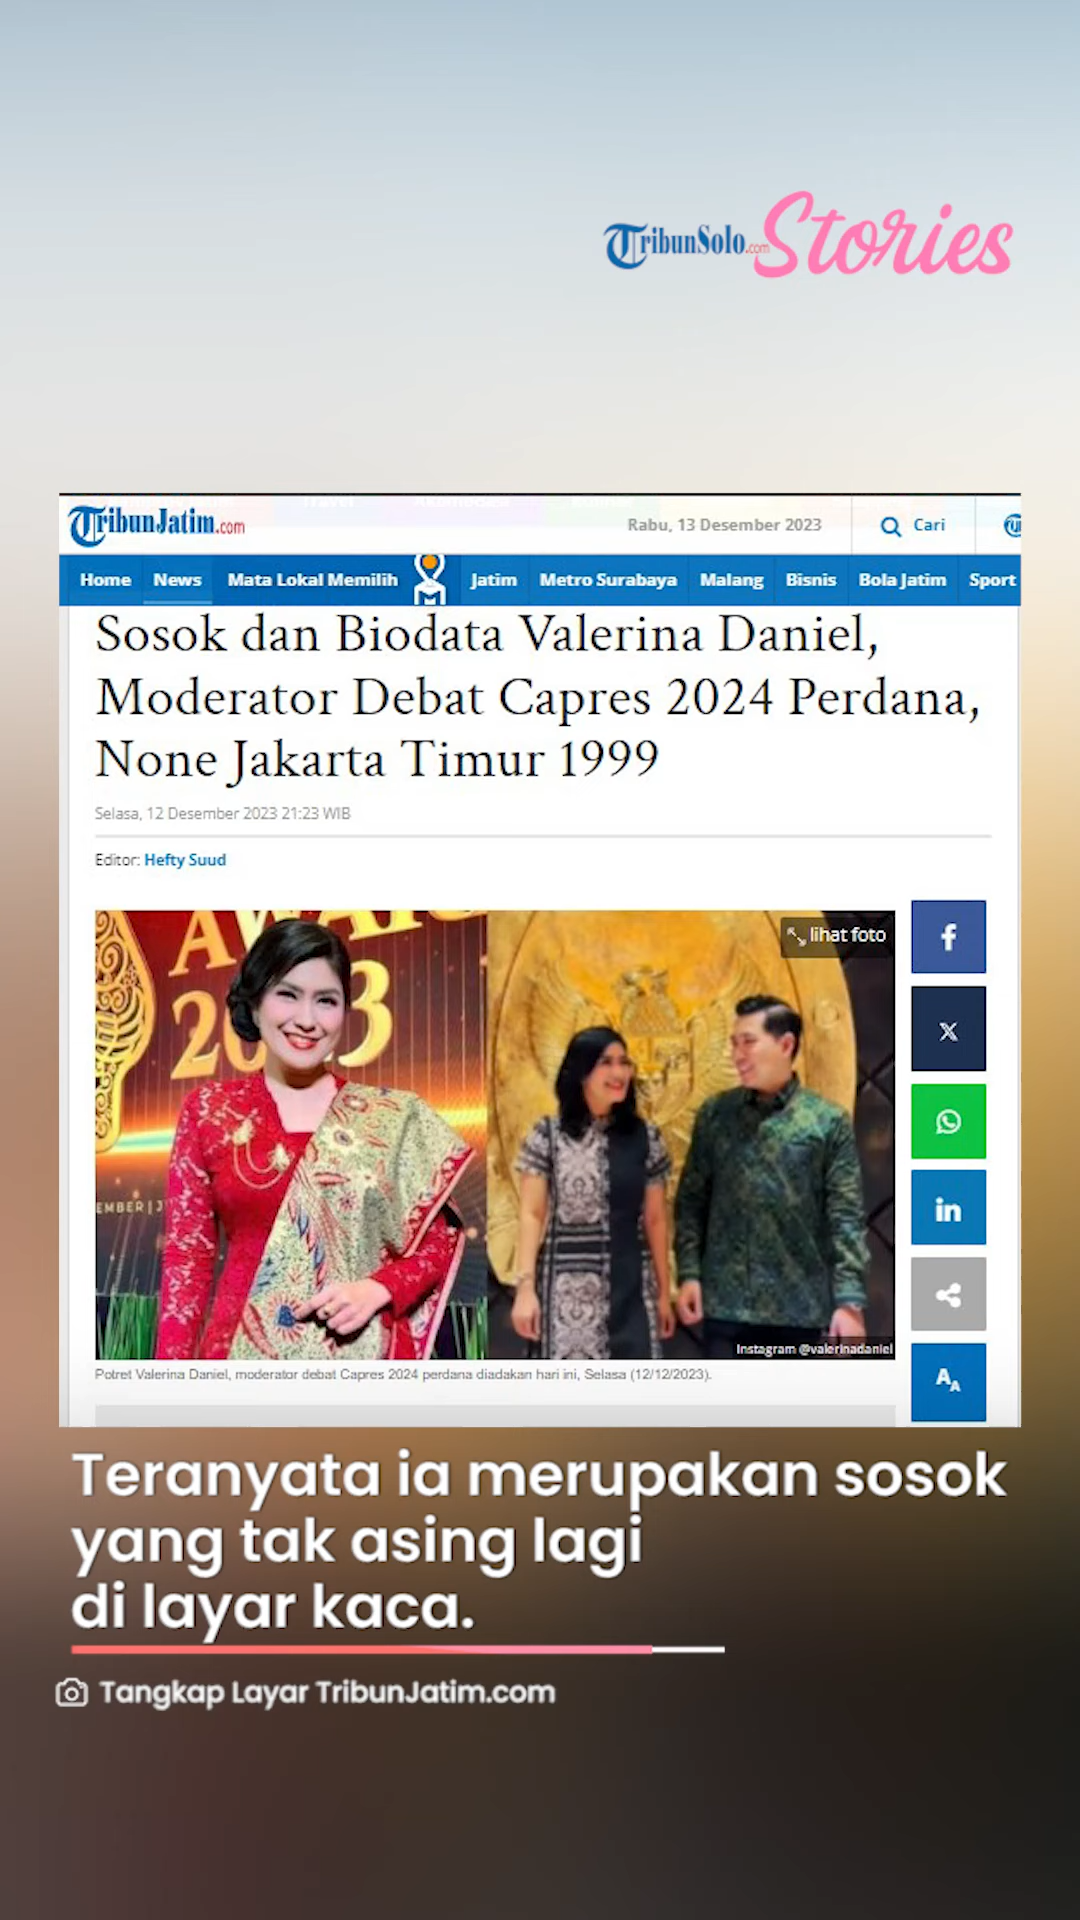 TribunSolo.com Stories
TribunJatim.com
Rabu, 13 Desember 2023
Cari
Home News Mata Lokal Memilih M Jatim Metro Surabaya Malang Bisnis Bola Jatim Sport
Sosok dan Biodata Valerina Daniel,
Moderator Debat Capres 2024 Perdana,
None Jakarta Timur 1999
Selasa, 12 Desember 2023 21:23 WIB
Editor: Hefty Suud
lihat foto
2023
EMBER | J
Instagram @valerinadaniel
Potret Valerina Daniel, moderator debat Capres 2024 perdana diadakan hari ini, Selasa (12/12/2023).
f
X
in
AA
Teranyata ia merupakan sosok
yang tak asing lagi
di layar kaca.
Tangkap Layar TribunJatim.com